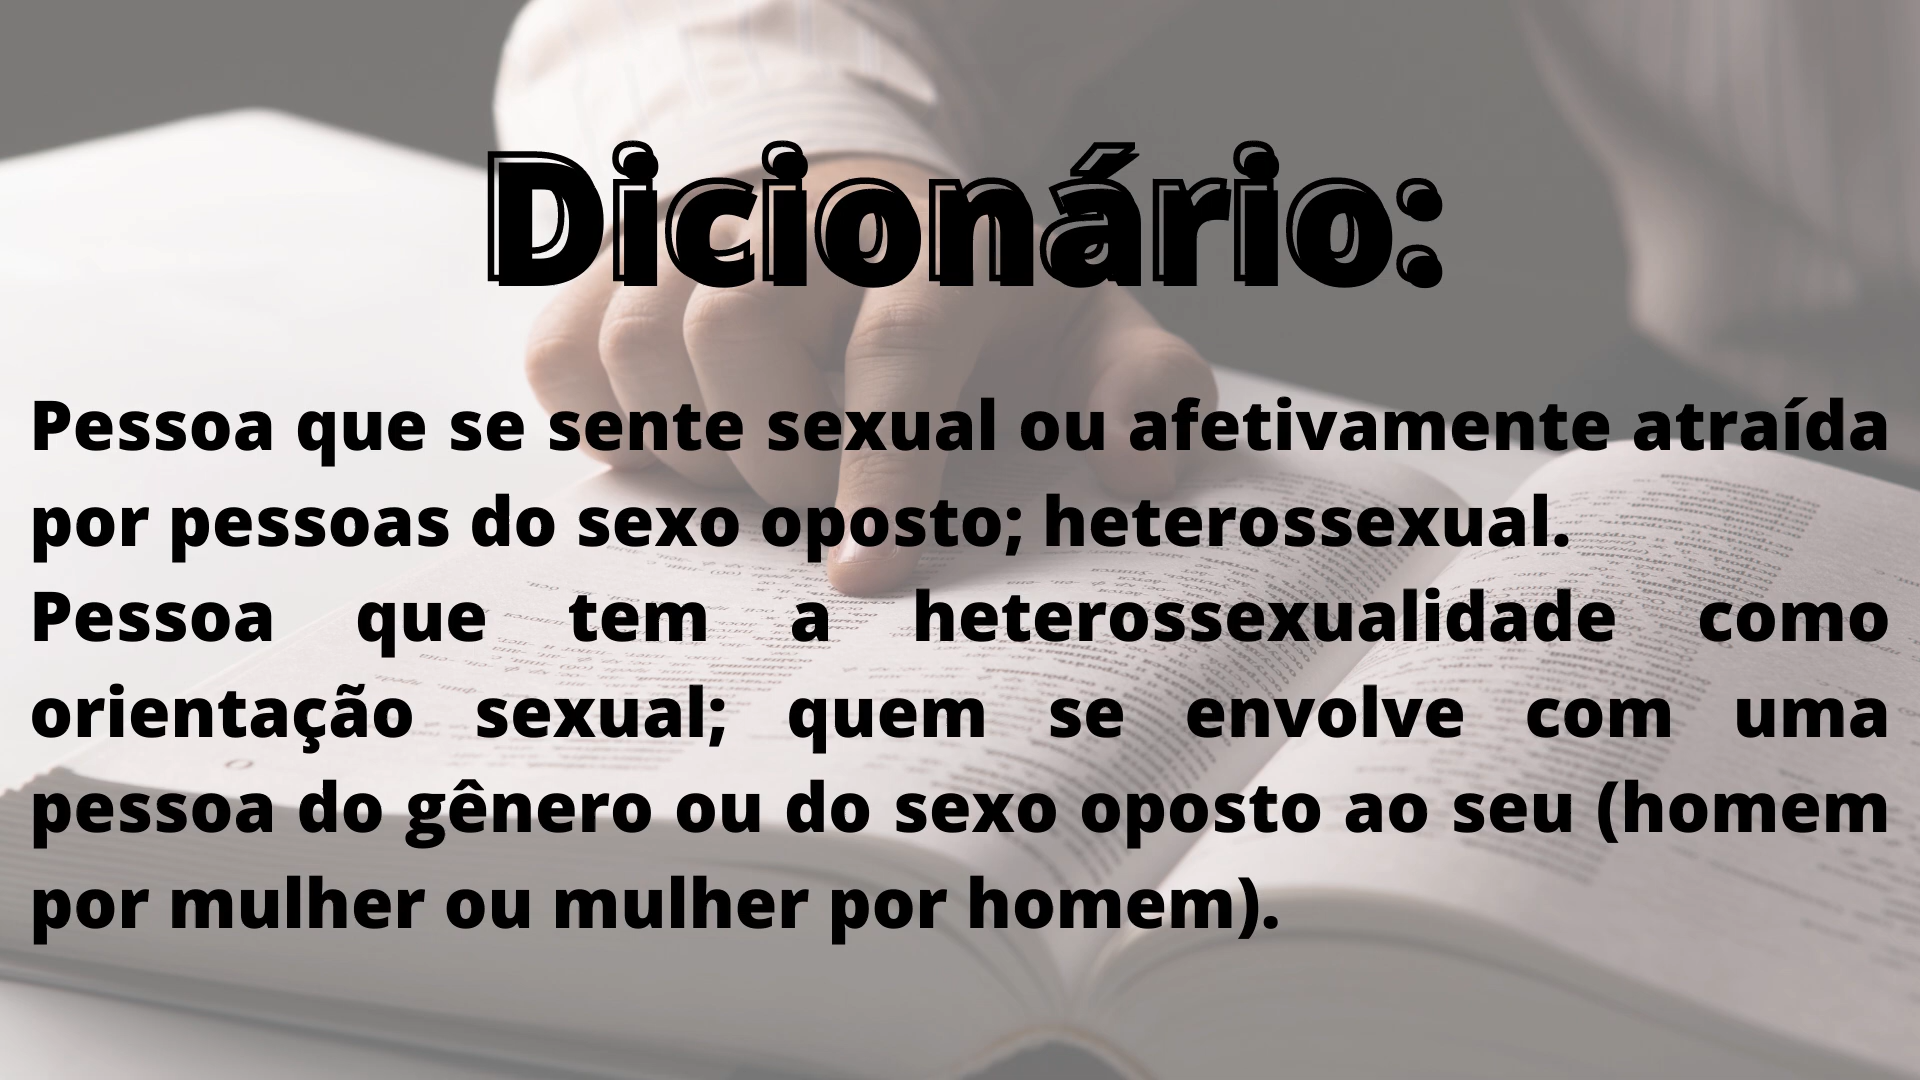 Dicionário:
Pessoa que se sente sexual ou afetivamente atraída
por pessoas do sexo oposto; heterossexual.
Pessoa que tem a heterossexualidade como
orientação sexual; quem se envolve com uma
pessoa do gênero ou do sexo oposto ao seu (homem
por mulher ou mulher por homem).